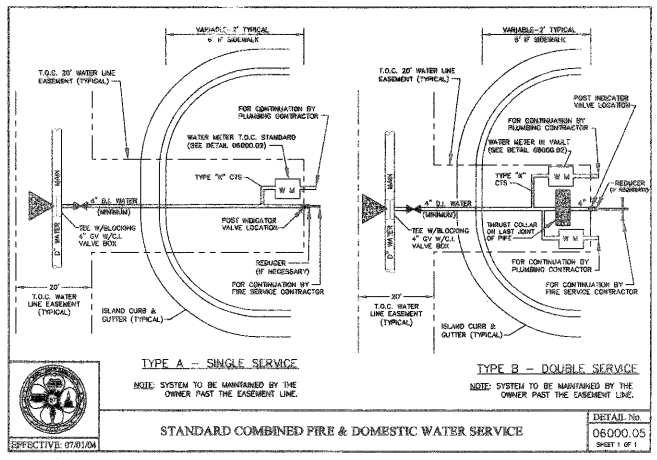 VARIABLE-2' TYPICAL
6' IF SIDEWALK
T.O.C. 20' WATER LINE
EASEMENT (TYPICAL)
FOR CONTINUATION BY
PLUMBING CONTRACTOR
WATER METER T.O.C. STANDARD
(SEE DETAIL 06000.02)
TYPE "K" CTS
W M
MAIN
4" D.I. WATER
(MINIMUM)
D" WATER
TEE W/BLOCKING
4" GV W/C.I.
VALVE BOX
POST INDICATOR
VALVE LOCATION
REDUCER
(IF NECESSARY)
FOR CONTINUATION BY
FIRE SERVICE CONTRACTOR
20'
T.O.C. WATER
LINE EASEMENT
(TYPICAL)
ISLAND CURB &
GUTTER (TYPICAL)
TYPE A - SINGLE SERVICE
NOTE: SYSTEM TO BE MAINTAINED BY THE
OWNER PAST THE EASEMENT LINE.
VARIABLE-2' TYPICAL
6' IF SIDEWALK
T.O.C. 20' WATER LINE
EASEMENT (TYPICAL)
POST INDICATOR
VALVE LOCATION
FOR CONTINUATION BY
PLUMBING CONTRACTOR
WATER METER IN VAULT
(SEE DETAIL 06000.02)
TYPE "K"
CTS
W M
REDUCER
(IF NECESSARY)
MAIN
4" D.I. WATER
(MINIMUM)
4"
D" WATER
TEE W/BLOCKING
4" GV W/C.I.
VALVE BOX
THRUST COLLAR
ON LAST JOINT
OF PIPE
W M
FOR CONTINUATION BY
PLUMBING CONTRACTOR
FOR CONTINUATION BY
FIRE SERVICE CONTRACTOR
20'
T.O.C. WATER
LINE EASEMENT
(TYPICAL)
ISLAND CURB &
GUTTER (TYPICAL)
TYPE B - DOUBLE SERVICE
NOTE: SYSTEM TO BE MAINTAINED BY THE
OWNER PAST THE EASEMENT LINE.
EFFECTIVE: 07/01/04
STANDARD COMBINED FIRE & DOMESTIC WATER SERVICE
DETAIL No.
06000.05
SHEET 1 OF 1